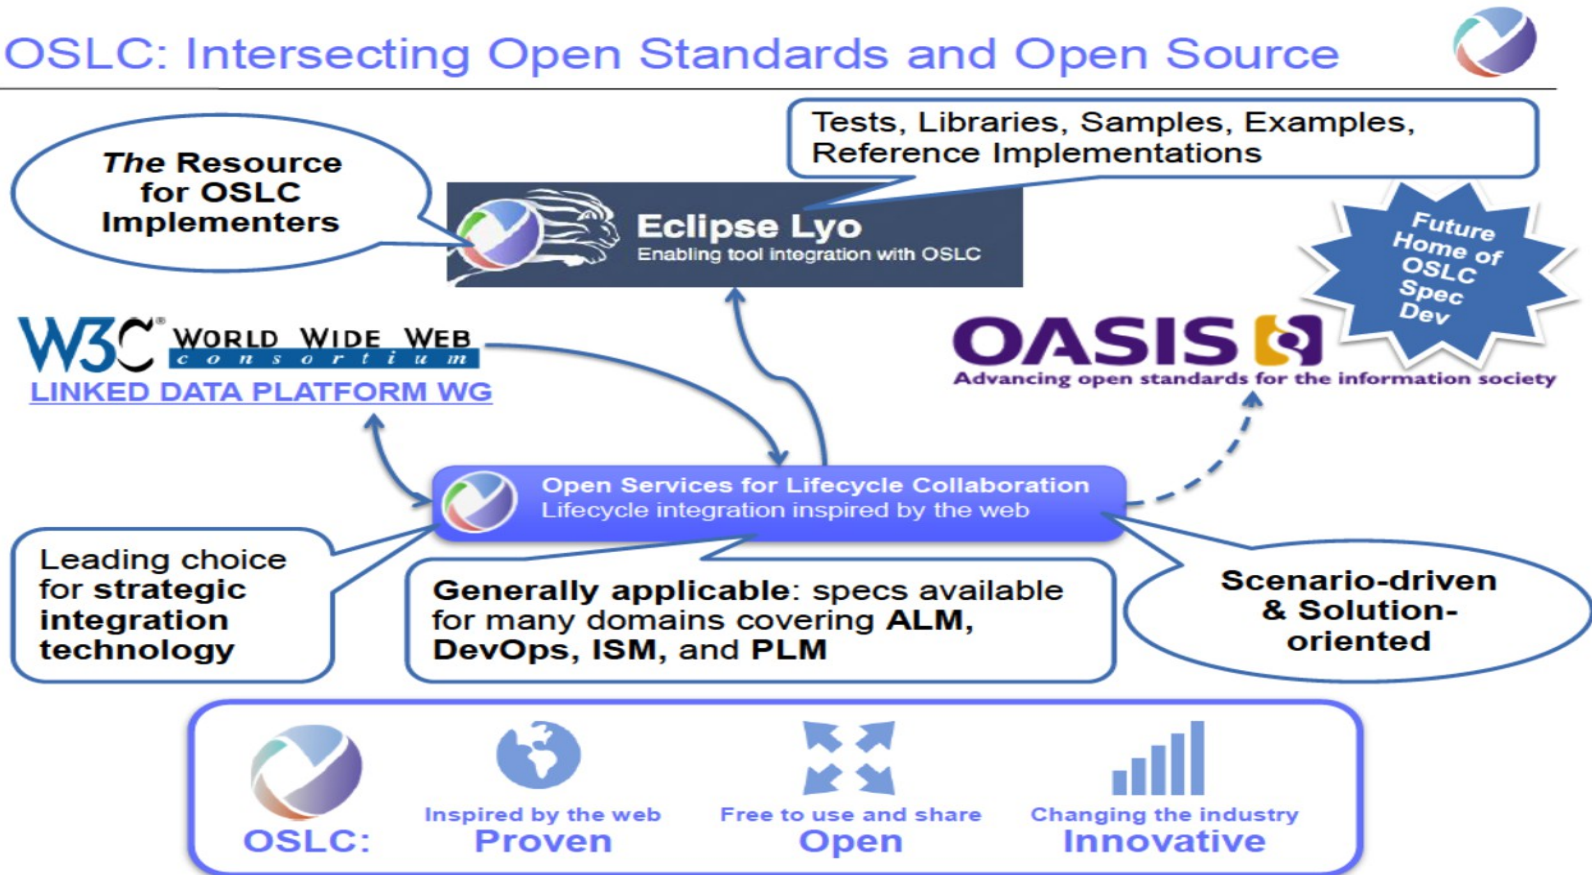 OSLC: Intersecting Open Standards and Open Source
Tests, Libraries, Samples, Examples,
Reference Implementations
The Resource
for OSLC
Implementers
Eclipse Lyo
Enabling tool integration with OSLC
Future
Home of
OSLC
Spec
Dev
W3C® WORLD WIDE WEB
consortium
LINKED DATA PLATFORM WG
OASIS
Advancing open standards for the information society
Open Services for Lifecycle Collaboration
Lifecycle integration inspired by the web
Leading choice
for strategic
integration
technology
Generally applicable: specs available
for many domains covering ALM,
DevOps, ISM, and PLM
Scenario-driven
& Solution-
oriented
OSLC:
Inspired by the web
Proven
Free to use and share
Open
Changing the industry
Innovative